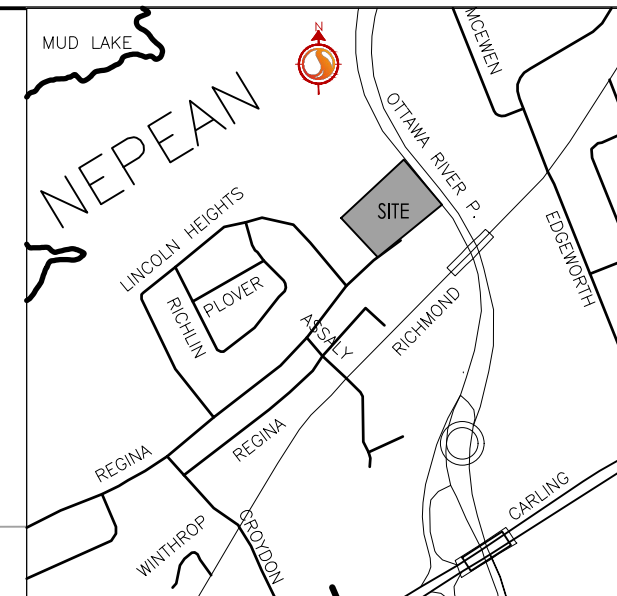 MUD LAKE
N
MCEWEN
NEPEAN
OTTAWA RIVER P.
SITE
LINCOLN HEIGHTS
EDGEWORTH
PLOVER
RICHLIN
ASSALY
RICHMOND
REGINA
REGINA
CARLING
WINTHROP
CROYDON